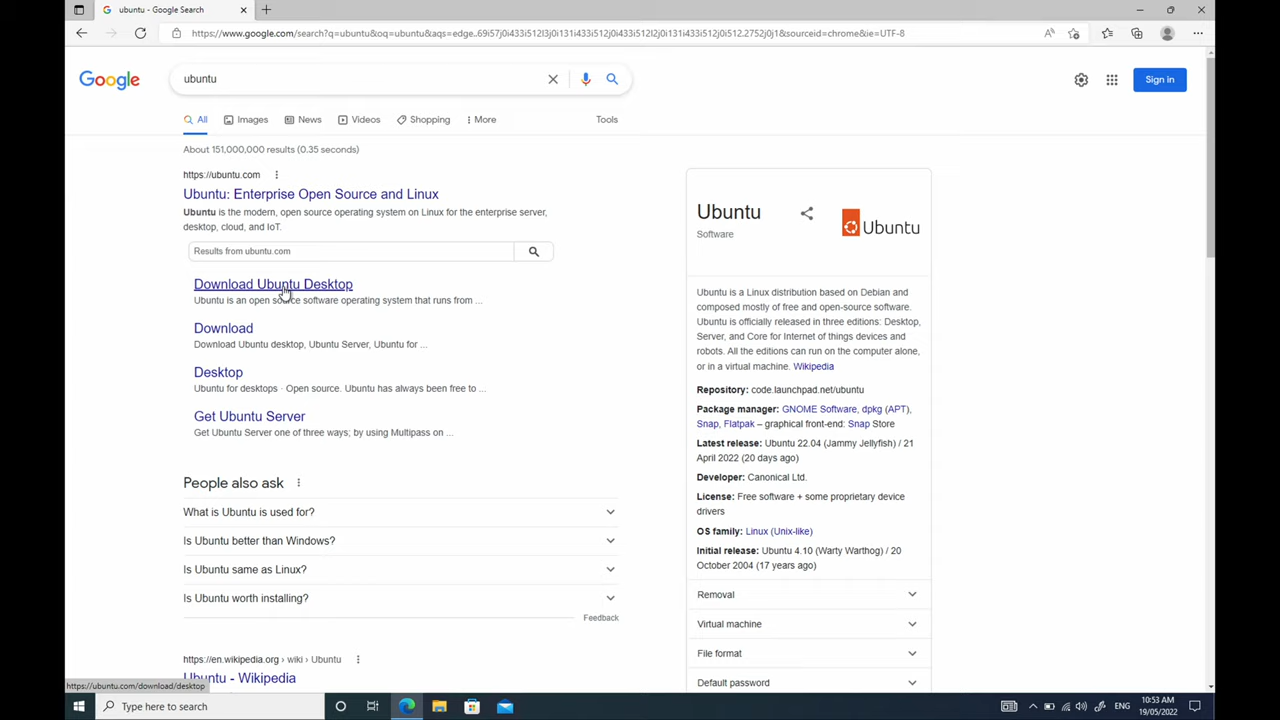 ubuntu - Google Search
https://www.google.com/search?q=ubuntu&oq=ubuntu&aqs=edge..69i57j0i433i512l3j0i131i433i512j0i433i512j0i512l2j0i131i433i512j0i512.2752j0j1&sourceid=chrome&ie=UTF-8
Google
ubuntu
Sign in
All
Images
News
Videos
Shopping
More
Tools
About 151,000,000 results (0.35 seconds)
https://ubuntu.com
Ubuntu: Enterprise Open Source and Linux
Ubuntu is the modern, open source operating system on Linux for the enterprise server,
desktop, cloud, and IoT.
Results from ubuntu.com
Download Ubuntu Desktop
Ubuntu is an open source software operating system that runs from ...
Download
Download Ubuntu desktop, Ubuntu Server, Ubuntu for ...
Desktop
Ubuntu for desktops · Open source. Ubuntu has always been free to ...
Get Ubuntu Server
Get Ubuntu Server one of three ways; by using Multipass on ...
People also ask
What is Ubuntu is used for?
Is Ubuntu better than Windows?
Is Ubuntu same as Linux?
Is Ubuntu worth installing?
Feedback
https://en.wikipedia.org › wiki › Ubuntu
Ubuntu - Wikipedia
Ubuntu
Software
Ubuntu
Ubuntu is a Linux distribution based on Debian and
composed mostly of free and open-source software.
Ubuntu is officially released in three editions: Desktop,
Server, and Core for Internet of things devices and
robots. All the editions can run on the computer alone,
or in a virtual machine. Wikipedia
Repository: code.launchpad.net/ubuntu
Package manager: GNOME Software, dpkg (APT),
Snap, Flatpak – graphical front-end: Snap Store
Latest release: Ubuntu 22.04 (Jammy Jellyfish) / 21
April 2022 (20 days ago)
Developer: Canonical Ltd.
License: Free software + some proprietary device
drivers
OS family: Linux (Unix-like)
Initial release: Ubuntu 4.10 (Warty Warthog) / 20
October 2004 (17 years ago)
Removal
Virtual machine
File format
Default password
https://ubuntu.com/download/desktop
Type here to search
ENG
10:53 AM
19/05/2022